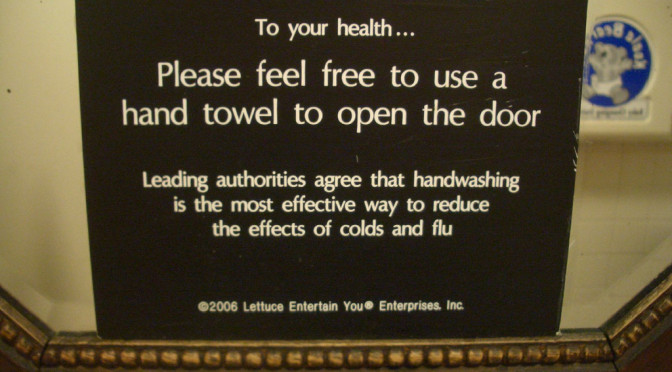 To your health...
Please feel free to use a
hand towel to open the door
Leading authorities agree that handwashing
is the most effective way to reduce
the effects of colds and flu
©2006 Lettuce Entertain You® Enterprises, Inc.